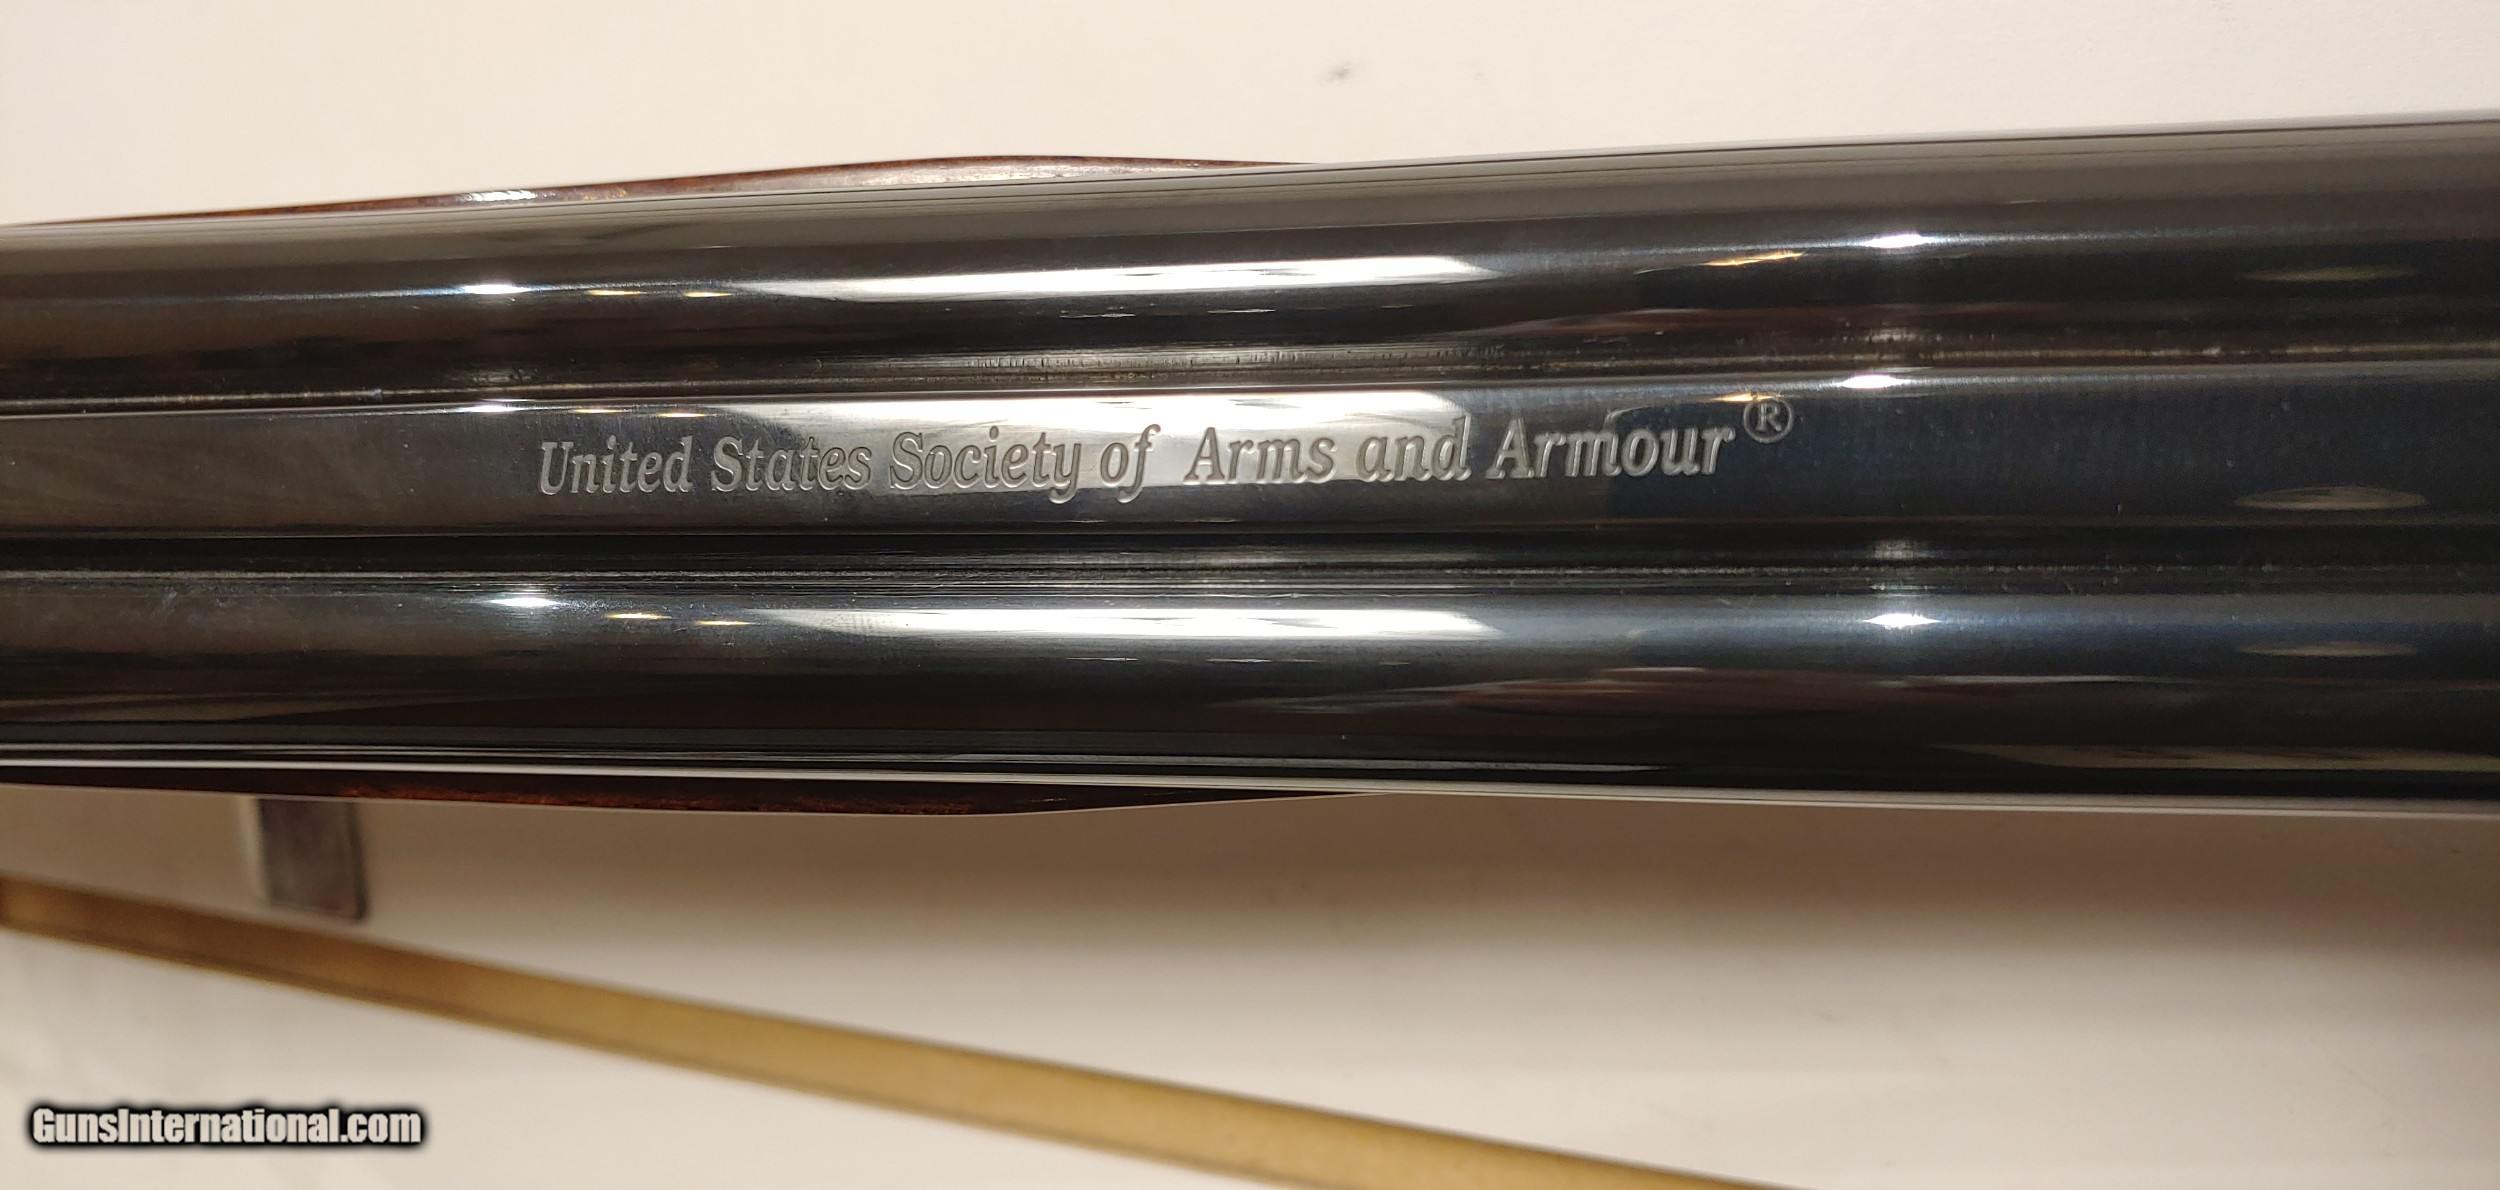 United States Society of Arms and Armour®
GunsInternational.com